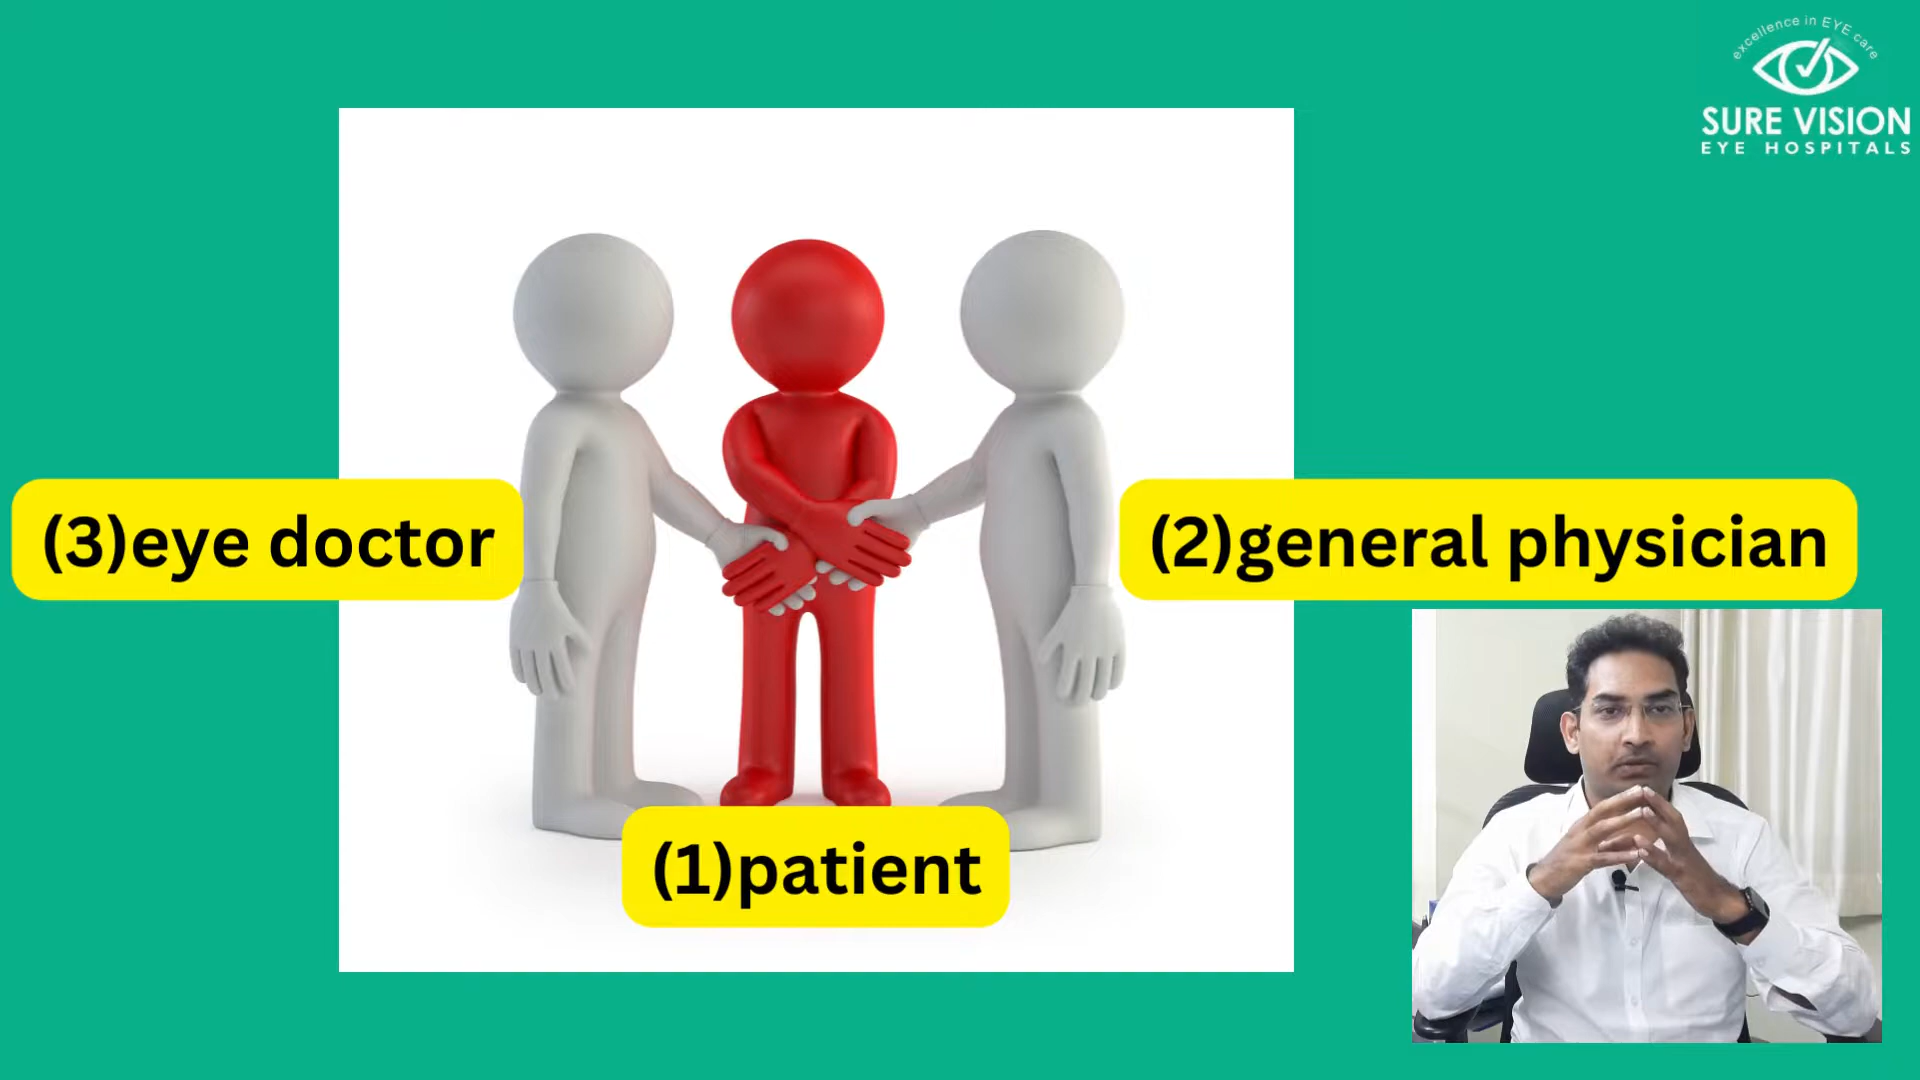 excellence in EYE care
SURE VISION
EYE HOSPITALS
(3)eye doctor
(2)general physician
(1)patient